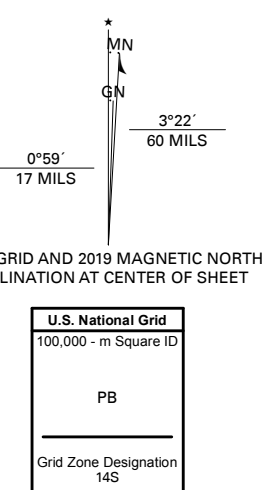 ★
MN
GN
3°22´
60 MILS
0°59´
17 MILS
GRID AND 2019 MAGNETIC NORTH
LINATION AT CENTER OF SHEET
U.S. National Grid
100,000 - m Square ID
PB
Grid Zone Designation
14S